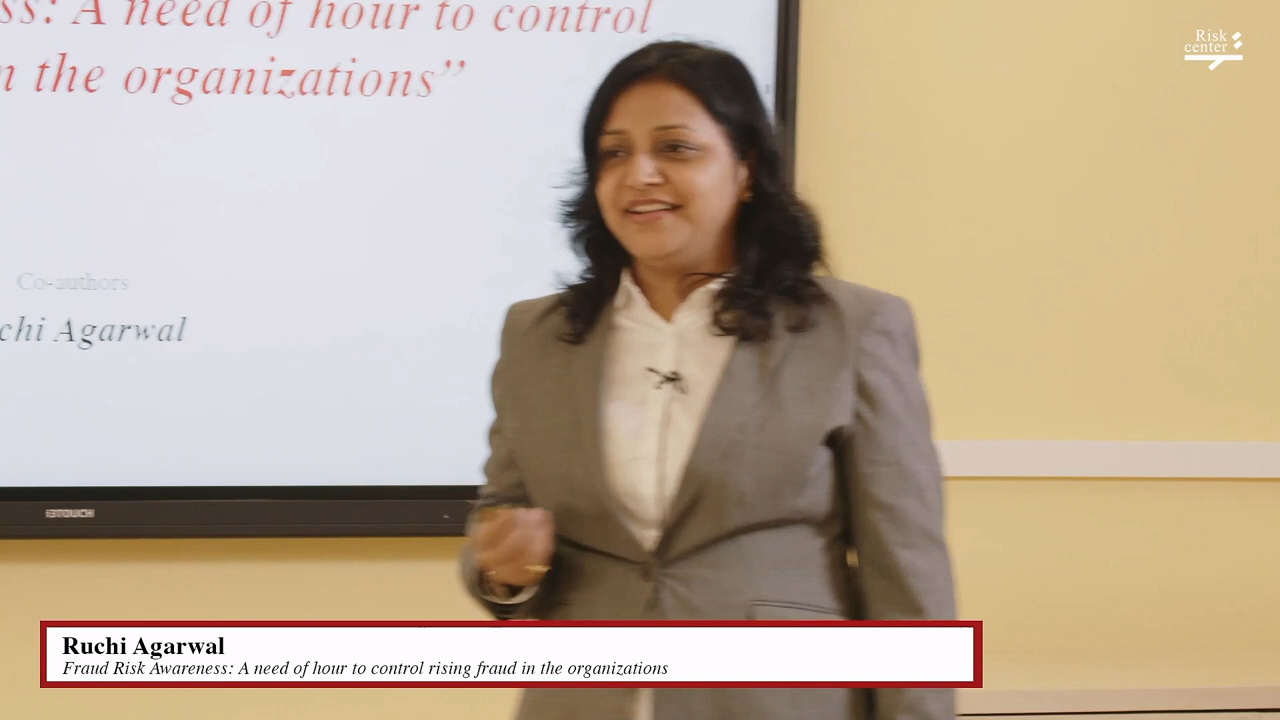 ss: A need of hour to control
n the organizations”
Risk
center
Co-authors
chi Agarwal
Ruchi Agarwal
Fraud Risk Awareness: A need of hour to control rising fraud in the organizations